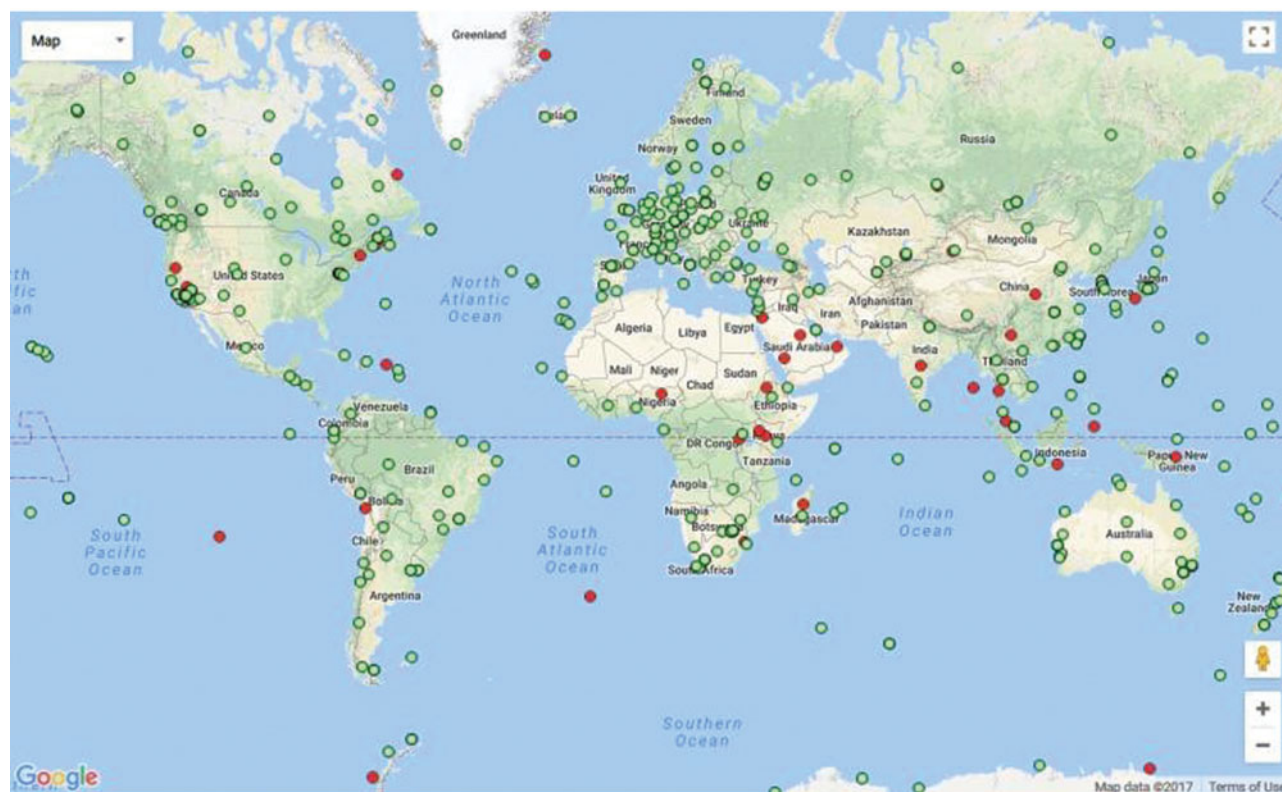 Map
Greenland
Finland
Sweden
Norway
Russia
United
Kingdom
Canada
Ukraine
Kazakhstan
Mongolia
United States
North
Atlantic
Ocean
Turkey
China
South Korea
Japan
Iraq
Iran
Afghanistan
Pakistan
Algeria
Libya
Egypt
Saudi Arabia
India
Thailand
Mexico
Mali
Niger
Chad
Sudan
Nigeria
Ethiopia
Venezuela
Colombia
DR Congo
Kenya
Tanzania
Indonesia
Papua New
Guinea
Brazil
Peru
Bolivia
Angola
Namibia
Botswana
Madagascar
Indian
Ocean
Australia
South
Pacific
Ocean
Chile
South
Atlantic
Ocean
South Africa
Argentina
New
Zealand
Southern
Ocean
Google
Map data ©2017
Terms of Use